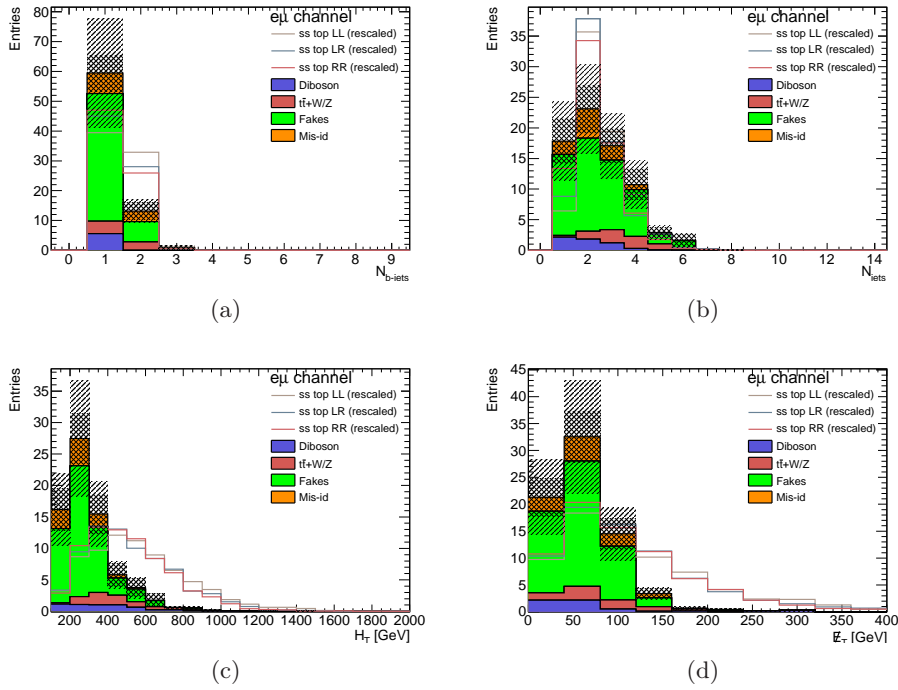 Entries
80
70
60
50
40
30
20
10
0
eμ channel
ss top LL (rescaled)
ss top LR (rescaled)
ss top RR (rescaled)
Diboson
tt̄+W/Z
Fakes
Mis-id
0 1 2 3 4 5 6 7 8 9
N_b-jets
(a)
Entries
35
30
25
20
15
10
5
0
eμ channel
ss top LL (rescaled)
ss top LR (rescaled)
ss top RR (rescaled)
Diboson
tt̄+W/Z
Fakes
Mis-id
0 2 4 6 8 10 12 14
N_jets
(b)
Entries
35
30
25
20
15
10
5
0
eμ channel
ss top LL (rescaled)
ss top LR (rescaled)
ss top RR (rescaled)
Diboson
tt̄+W/Z
Fakes
Mis-id
200 400 600 800 1000 1200 1400 1600 1800 2000
H_T [GeV]
(c)
Entries
45
40
35
30
25
20
15
10
5
0
eμ channel
ss top LL (rescaled)
ss top LR (rescaled)
ss top RR (rescaled)
Diboson
tt̄+W/Z
Fakes
Mis-id
0 50 100 150 200 250 300 350 400
E̸_T [GeV]
(d)